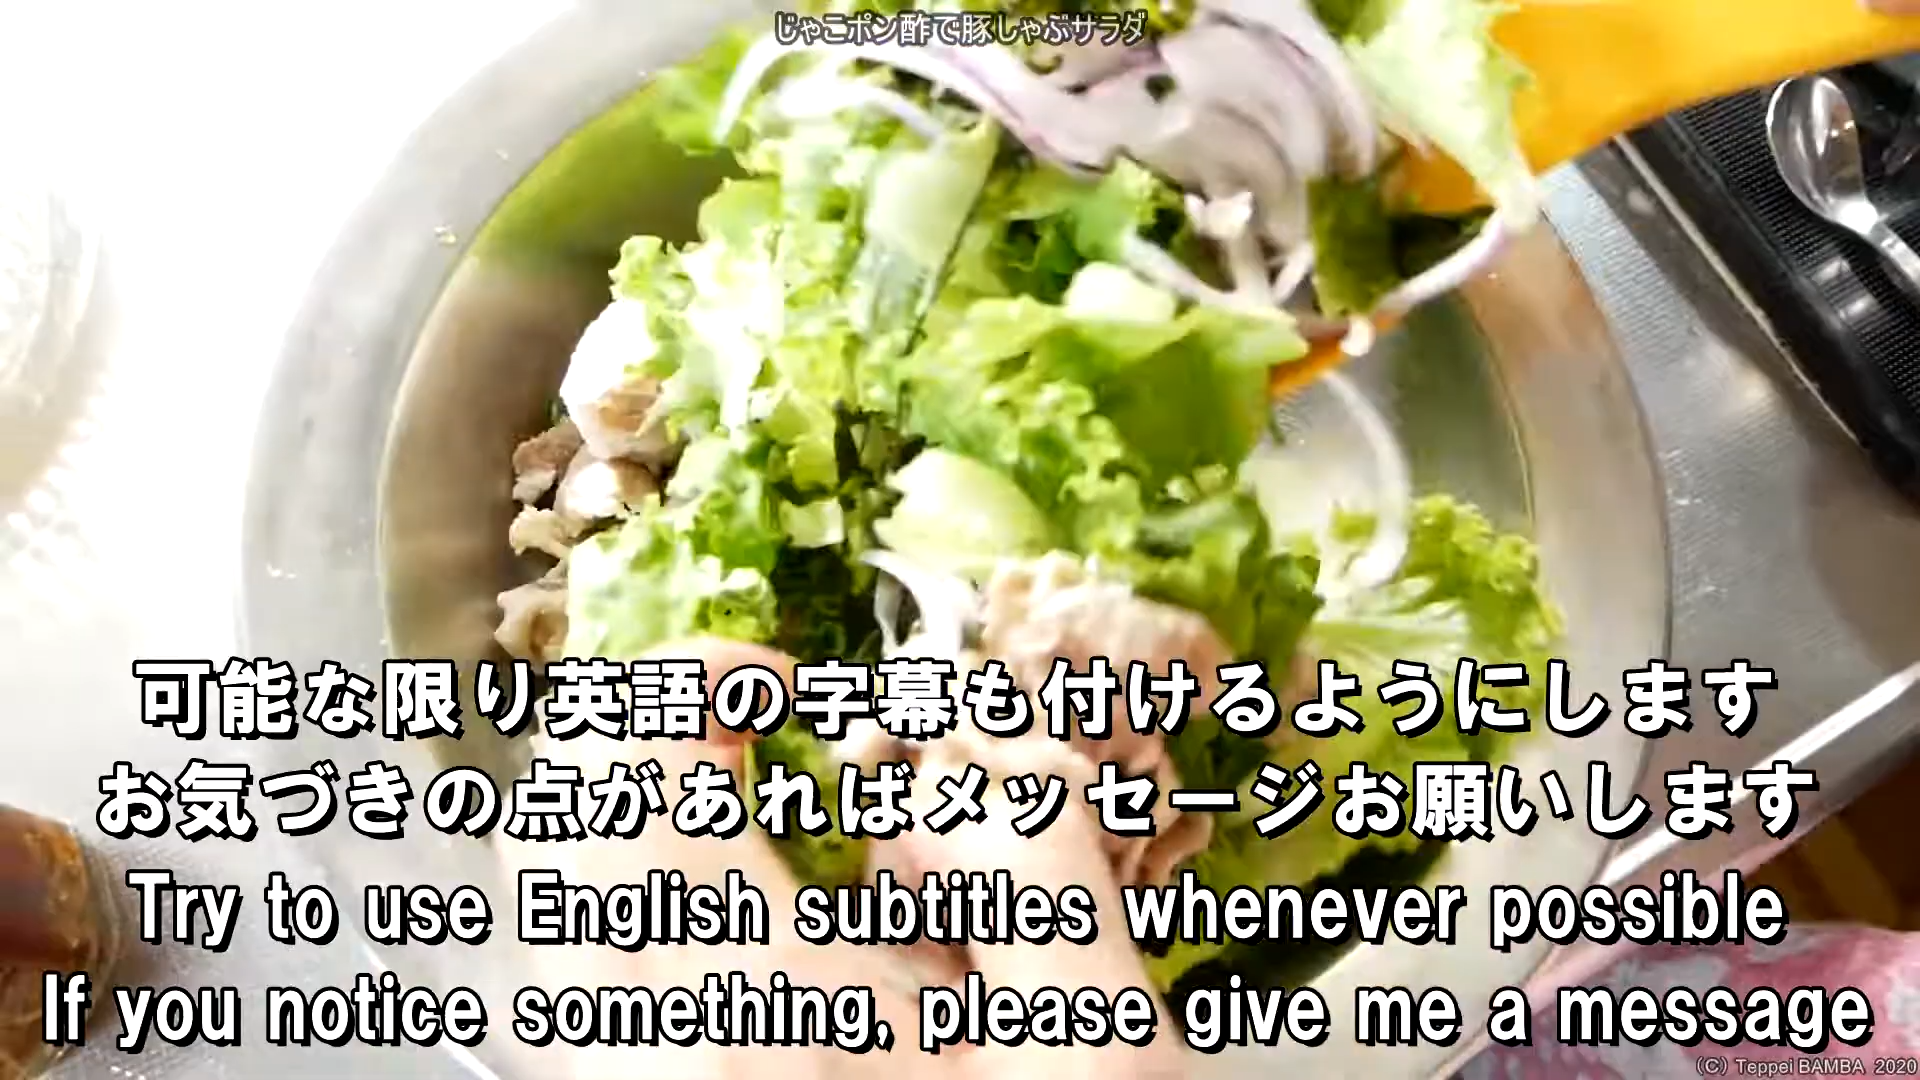 じゃこポン酢で豚しゃぶサラダ
可能な限り英語の字幕も付けるようにします
お気づきの点があればメッセージお願いします
Try to use English subtitles whenever possible
If you notice something, please give me a message
(C) Teppei BAMBA 2020